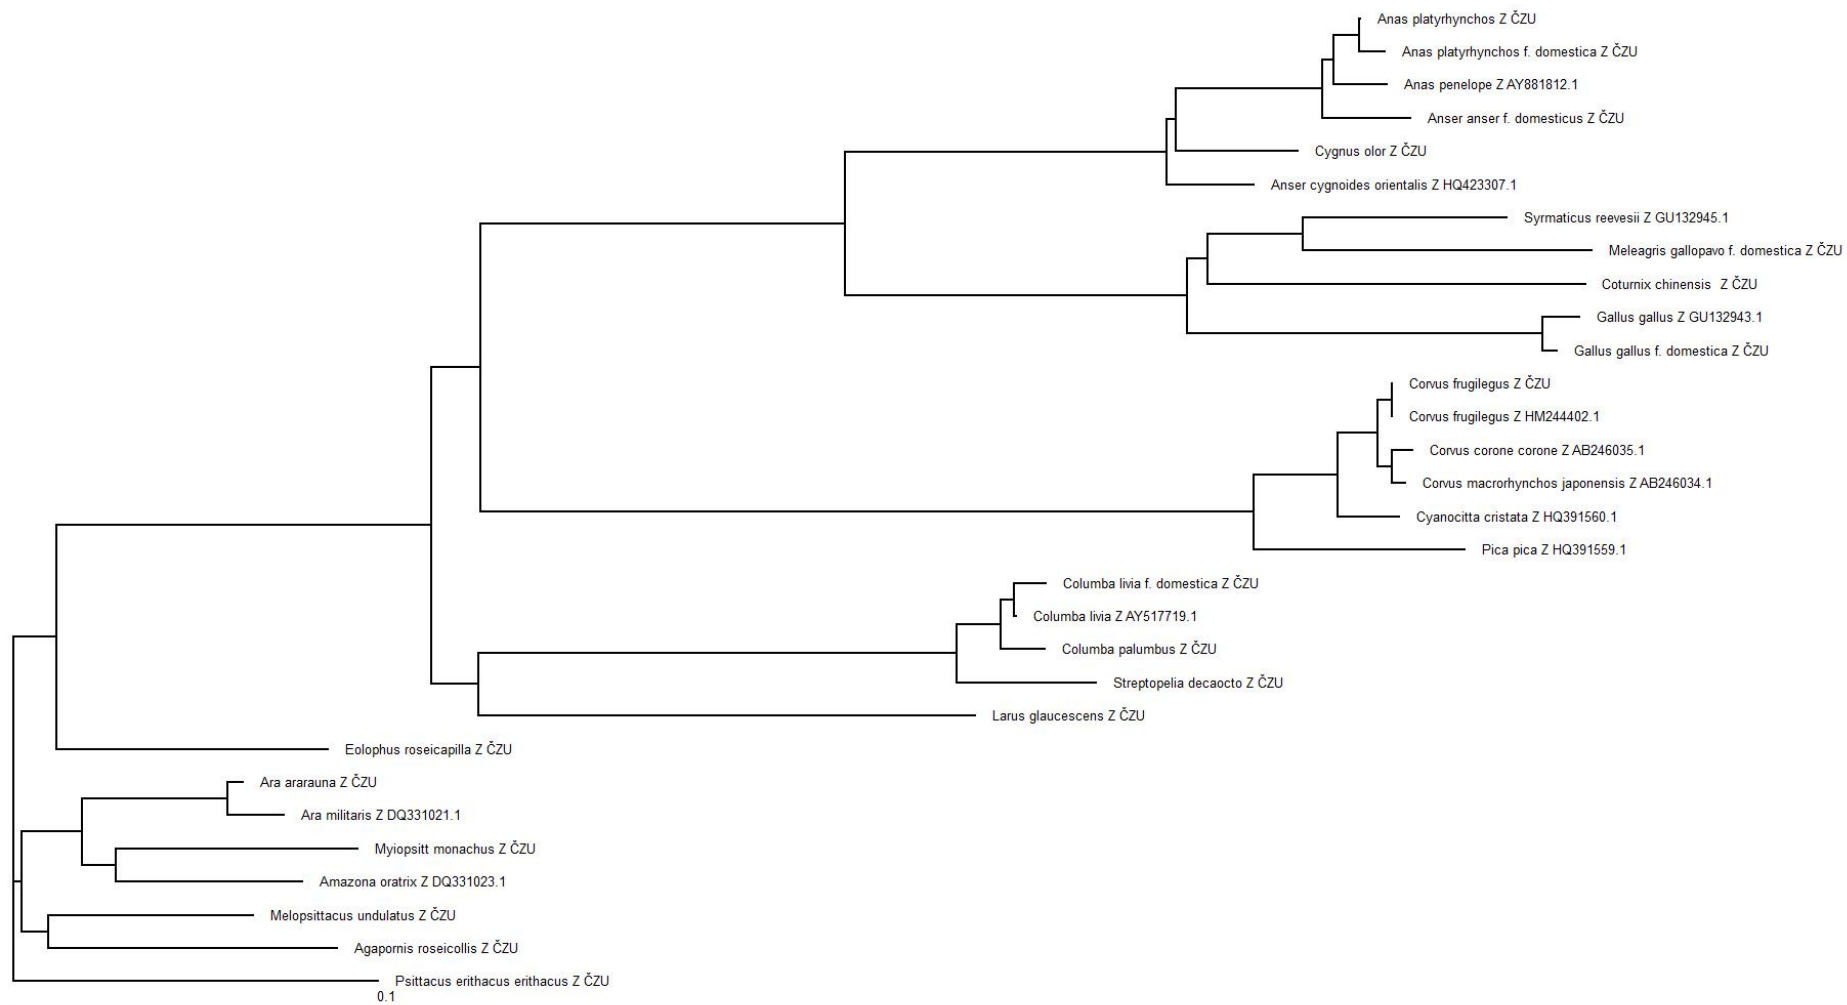 Anas platyrhynchos Z ČZU
Anas platyrhynchos f. domestica Z ČZU
Anas penelope Z AY881812.1
Anser anser f. domesticus Z ČZU
Cygnus olor Z ČZU
Anser cygnoides orientalis Z HQ423307.1
Syrmaticus reevesii Z GU132945.1
Meleagris gallopavo f. domestica Z ČZU
Coturnix chinensis Z ČZU
Gallus gallus Z GU132943.1
Gallus gallus f. domestica Z ČZU
Corvus frugilegus Z ČZU
Corvus frugilegus Z HM244402.1
Corvus corone corone Z AB246035.1
Corvus macrorhynchos japonensis Z AB246034.1
Cyanocitta cristata Z HQ391560.1
Pica pica Z HQ391559.1
Columba livia f. domestica Z ČZU
Columba livia Z AY517719.1
Columba palumbus Z ČZU
Streptopelia decaocto Z ČZU
Larus glaucescens Z ČZU
Eolophus roseicapilla Z ČZU
Ara ararauna Z ČZU
Ara militaris Z DQ331021.1
Myiopsitt monachus Z ČZU
Amazona oratrix Z DQ331023.1
Melopsittacus undulatus Z ČZU
Agapornis roseicollis Z ČZU
Psittacus erithacus erithacus Z ČZU
0.1